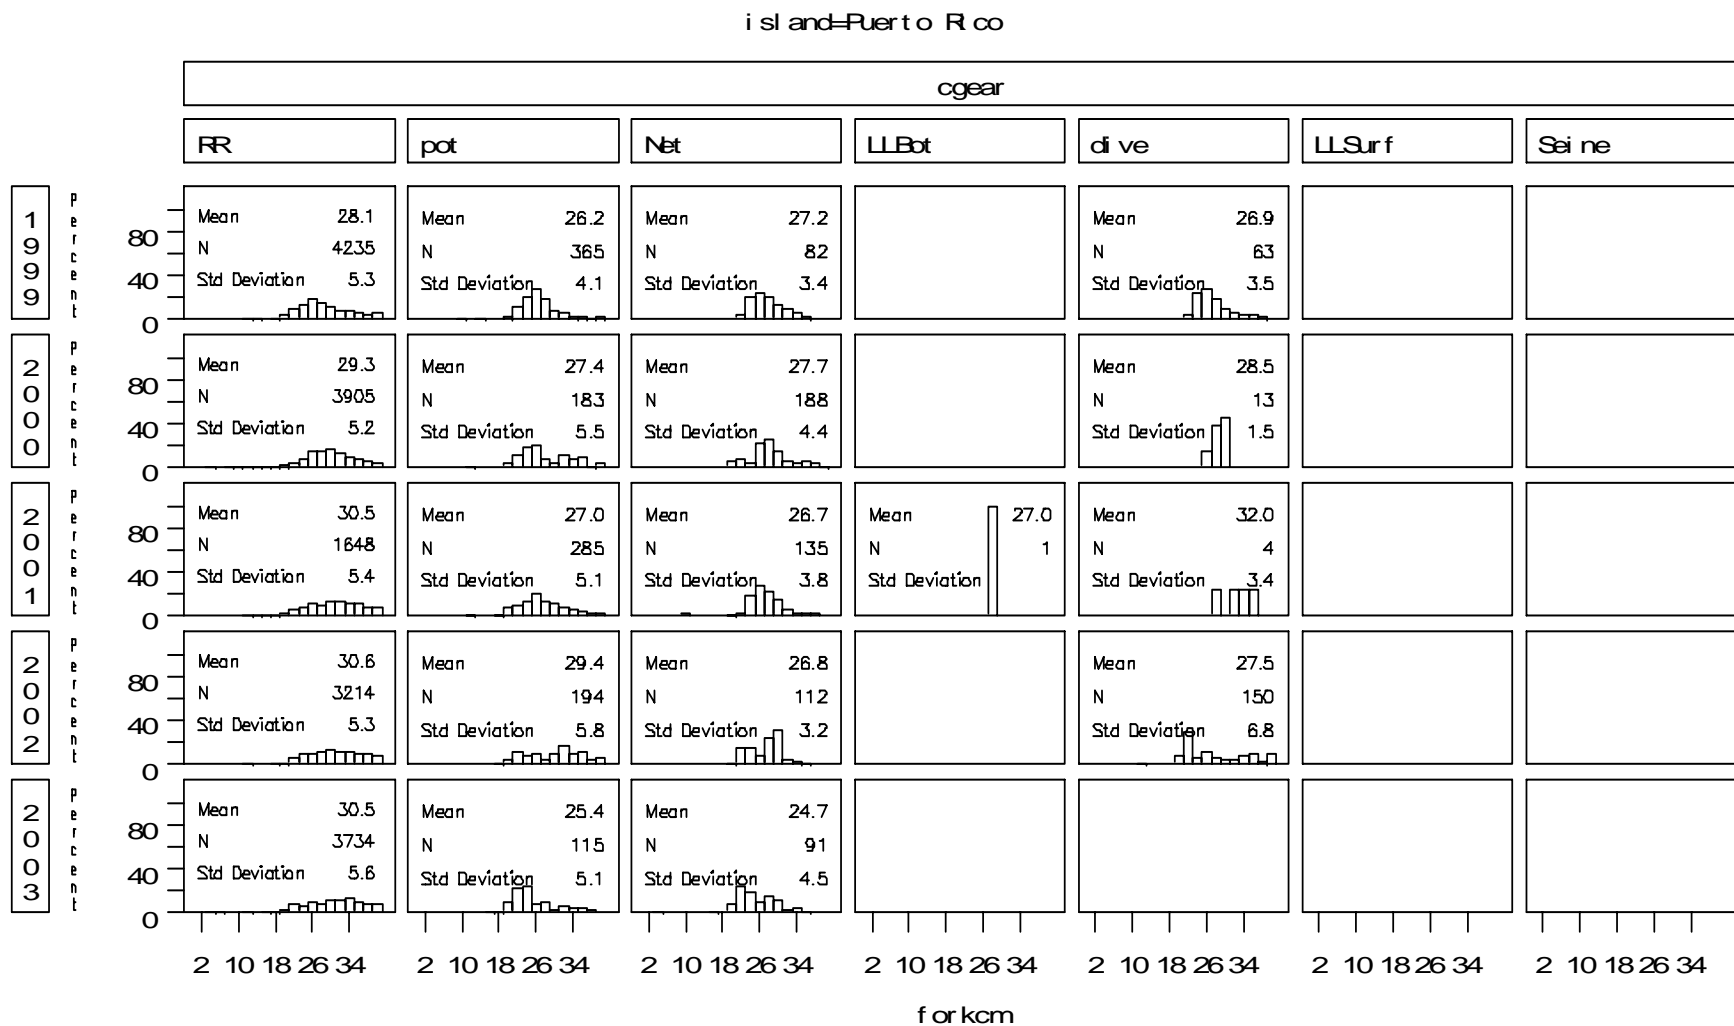 island=Puerto Rico
cgear
RR pot Net LLBot dive LLSurf Seine
1999 Percent 80 40 0
Mean 28.1 Mean 26.2 Mean 27.2 Mean 26.9
N 4235 N 365 N 82 N 63
Std Deviation 5.3 Std Deviation 4.1 Std Deviation 3.4 Std Deviation 3.5
2000 Percent 80 40 0
Mean 29.3 Mean 27.4 Mean 27.7 Mean 28.5
N 3905 N 183 N 188 N 13
Std Deviation 5.2 Std Deviation 5.5 Std Deviation 4.4 Std Deviation 1.5
2001 Percent 80 40 0
Mean 30.5 Mean 27.0 Mean 26.7 Mean 27.0 Mean 32.0
N 1648 N 285 N 135 N 1 N 4
Std Deviation 5.4 Std Deviation 5.1 Std Deviation 3.8 Std Deviation Std Deviation 3.4
2002 Percent 80 40 0
Mean 30.6 Mean 29.4 Mean 26.8 Mean 27.5
N 3214 N 194 N 112 N 150
Std Deviation 5.3 Std Deviation 5.8 Std Deviation 3.2 Std Deviation 6.8
2003 Percent 80 40 0
Mean 30.5 Mean 25.4 Mean 24.7
N 3734 N 115 N 91
Std Deviation 5.6 Std Deviation 5.1 Std Deviation 4.5
2 10 18 26 34 2 10 18 26 34 2 10 18 26 34 2 10 18 26 34 2 10 18 26 34 2 10 18 26 34 2 10 18 26 34
forkcm